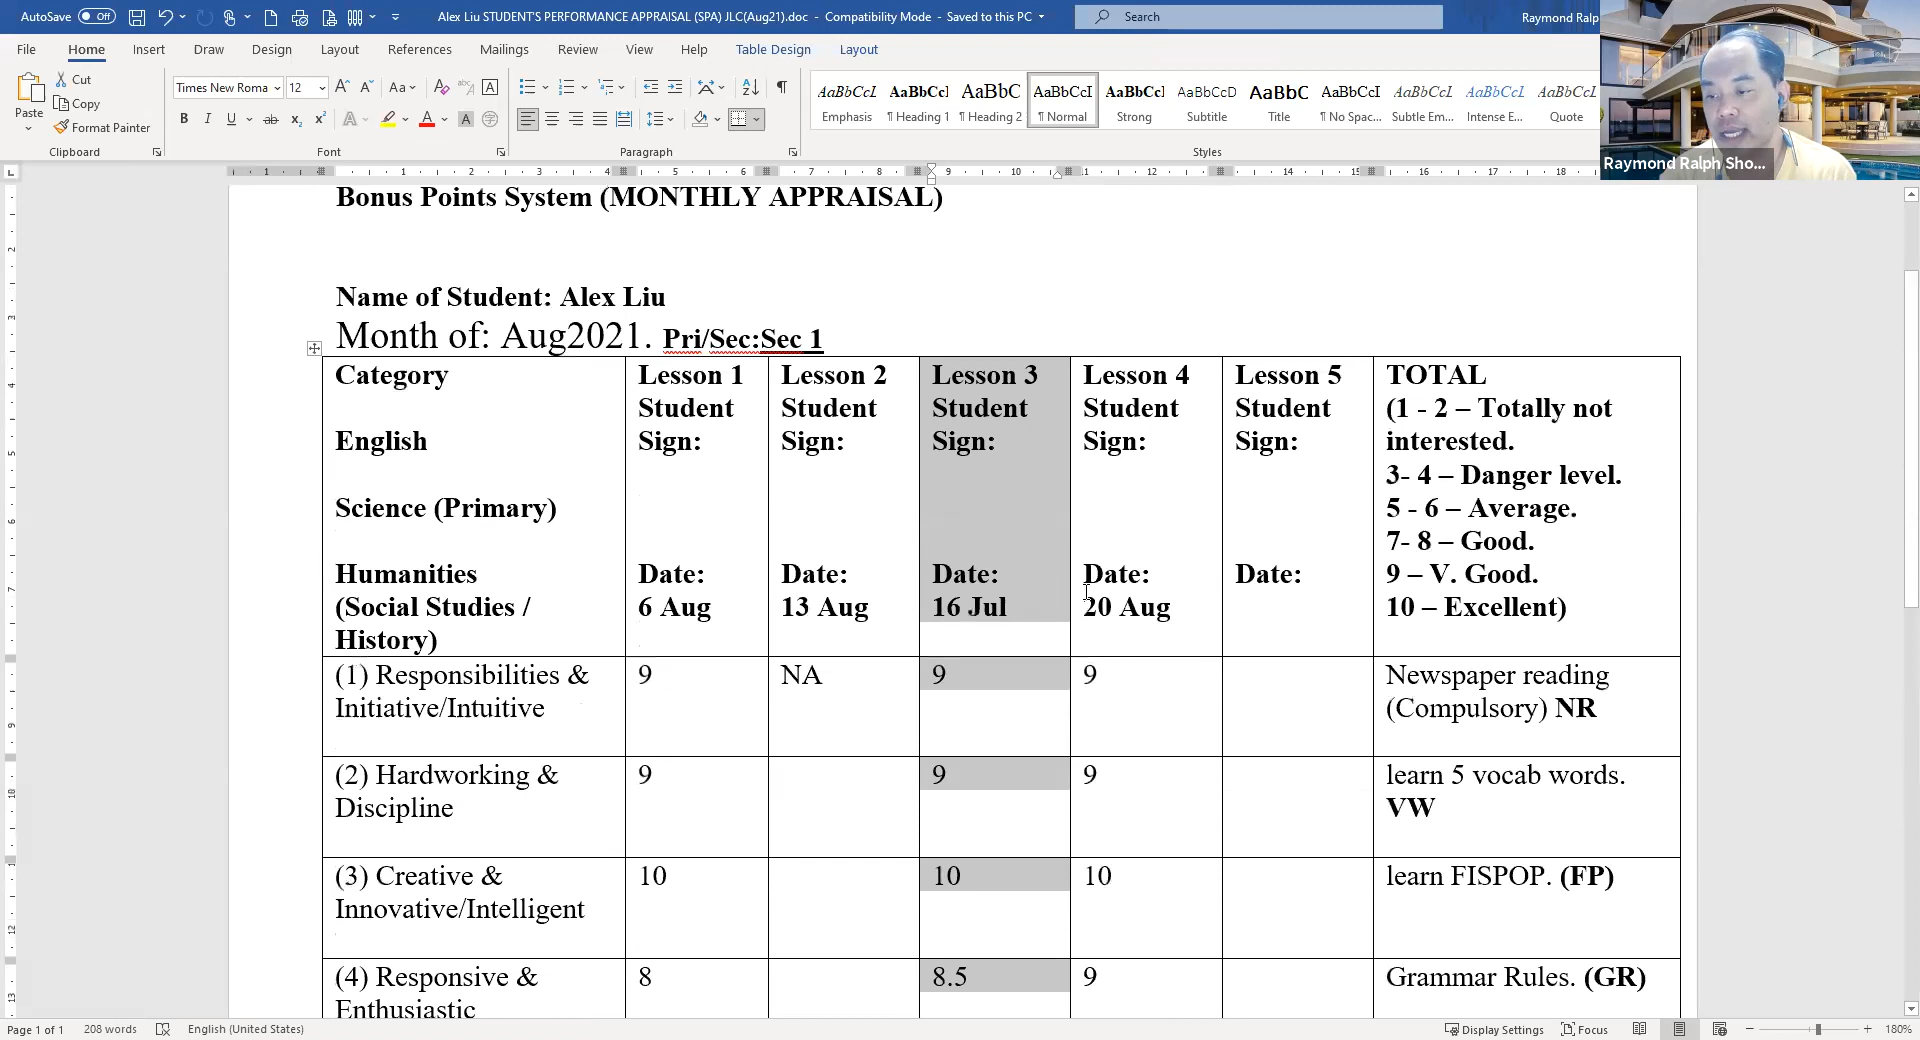 AutoSave Off Alex Liu STUDENT'S PERFORMANCE APPRAISAL (SPA) JLC(Aug21).doc - Compatibility Mode - Saved to this PC Search Raymond Ralp
File Home Insert Draw Design Layout References Mailings Review View Help Table Design Layout
Paste
Cut
Copy
Format Painter
Times New Roma 12
AaBbCcI AaBbCcI AaBbC AaBbCcI AaBbCcI AaBbCcD AaBbC AaBbCcI AaBbCcI AaBbCcI AaBbCcI
Emphasis ¶ Heading 1 ¶ Heading 2 ¶ Normal Strong Subtitle Title ¶ No Spac... Subtle Em... Intense E... Quote
Clipboard Font Paragraph Styles
Raymond Ralph Sho...
Bonus Points System (MONTHLY APPRAISAL)
Name of Student: Alex Liu
Month of: Aug2021. Pri/Sec:Sec 1
Category
English
Science (Primary)
Humanities
(Social Studies /
History)
Lesson 1
Student
Sign:
Date:
6 Aug
Lesson 2
Student
Sign:
Date:
13 Aug
Lesson 3
Student
Sign:
Date:
16 Jul
Lesson 4
Student
Sign:
Date:
20 Aug
Lesson 5
Student
Sign:
Date:
TOTAL
(1 - 2 – Totally not
interested.
3- 4 – Danger level.
5 - 6 – Average.
7- 8 – Good.
9 – V. Good.
10 – Excellent)
(1) Responsibilities &
Initiative/Intuitive
9
NA
9
9
Newspaper reading
(Compulsory) NR
(2) Hardworking &
Discipline
9
9
9
learn 5 vocab words.
VW
(3) Creative &
Innovative/Intelligent
10
10
10
learn FISPOP. (FP)
(4) Responsive &
Enthusiastic
8
8.5
9
Grammar Rules. (GR)
Page 1 of 1 208 words English (United States) Display Settings Focus 180%